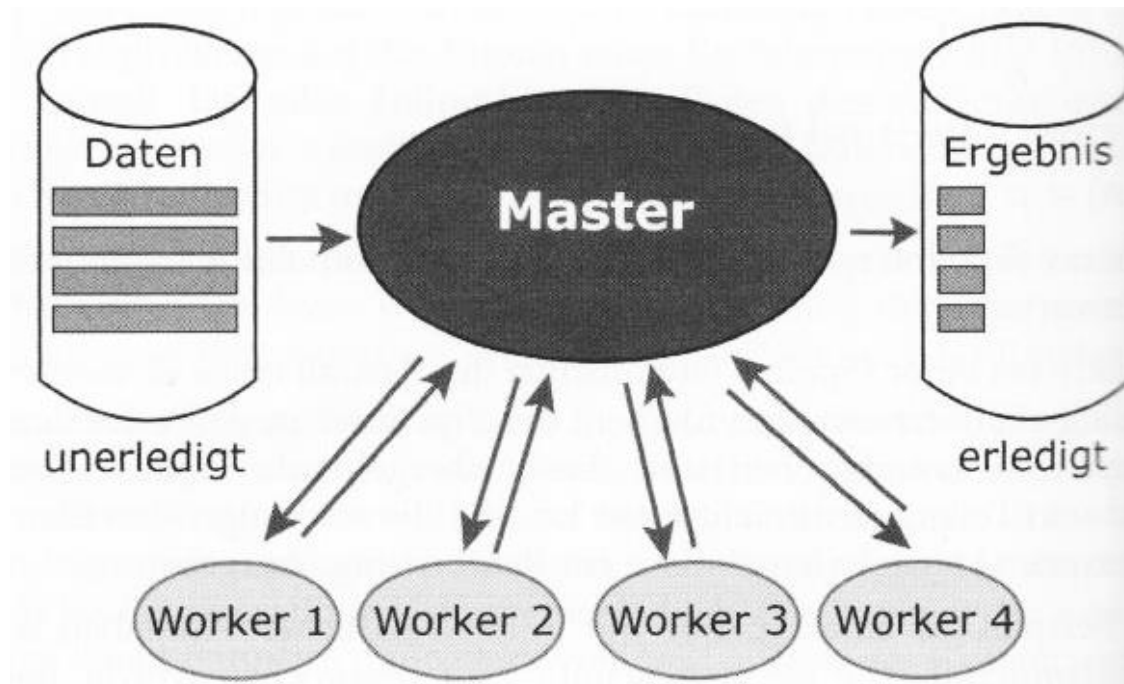 Daten
Ergebnis
Master
unerledigt
erledigt
Worker 1
Worker 2
Worker 3
Worker 4